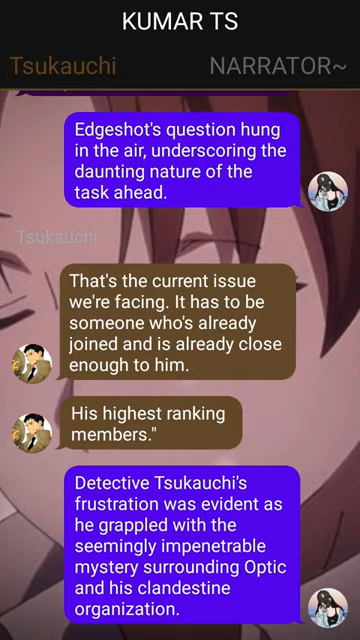 KUMAR TS
Tsukauchi NARRATOR~
Edgeshot's question hung
in the air, underscoring the
daunting nature of the
task ahead.
Tsukauchi
That's the current issue
we're facing. It has to be
someone who's already
joined and is already close
enough to him.
His highest ranking
members."
Detective Tsukauchi's
frustration was evident as
he grappled with the
seemingly impenetrable
mystery surrounding Optic
and his clandestine
organization.